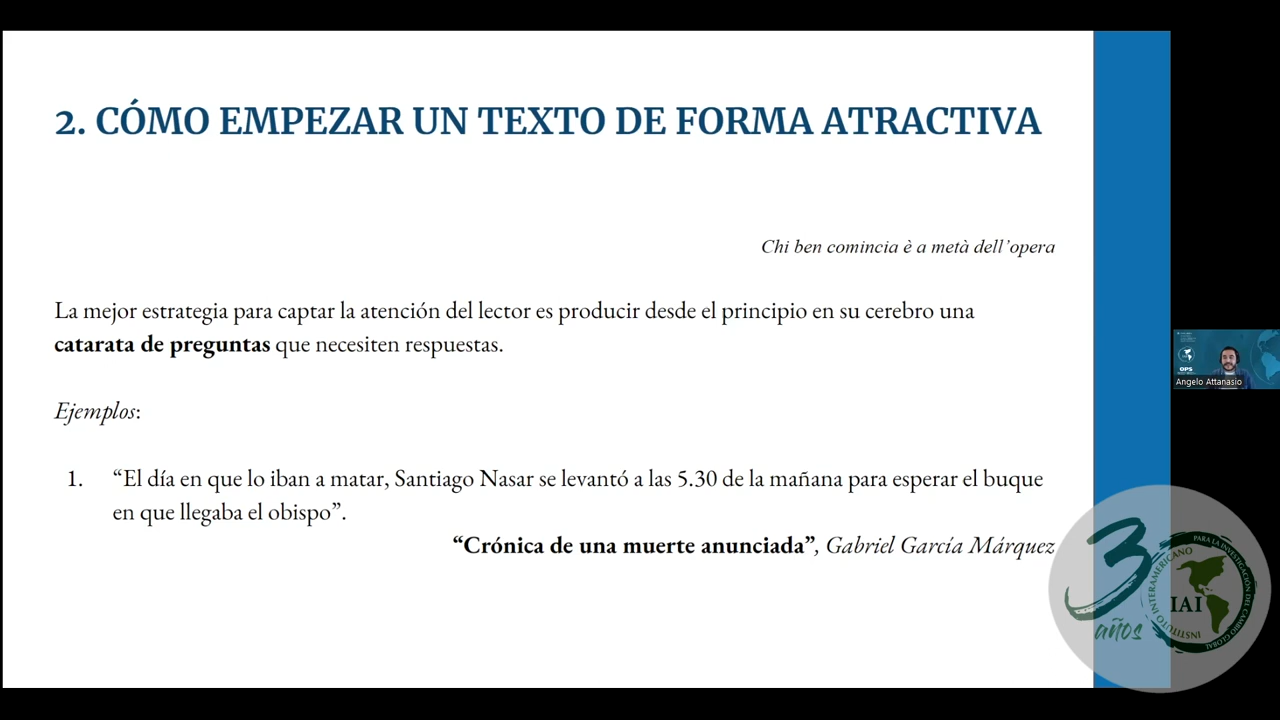 2. CÓMO EMPEZAR UN TEXTO DE FORMA ATRACTIVA
Chi ben comincia è a metà dell’opera
La mejor estrategia para captar la atención del lector es producir desde el principio en su cerebro una
catarata de preguntas que necesiten respuestas.
Ejemplos:
1. “El día en que lo iban a matar, Santiago Nasar se levantó a las 5.30 de la mañana para esperar el buque
en que llegaba el obispo”.
“Crónica de una muerte anunciada”, Gabriel García Márquez
OPS
Angelo Attanasio
30
años
IAI
INSTITUTO INTERAMERICANO
PARA LA INVESTIGACIÓN DEL CAMBIO GLOBAL